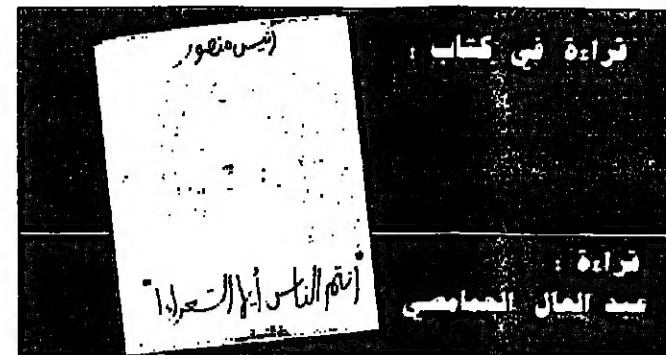 قراءة في كتاب :
أنيس منصور
"أنتم الناس أيها الشعراء"
قراءة :
عبد العال الحمامصي